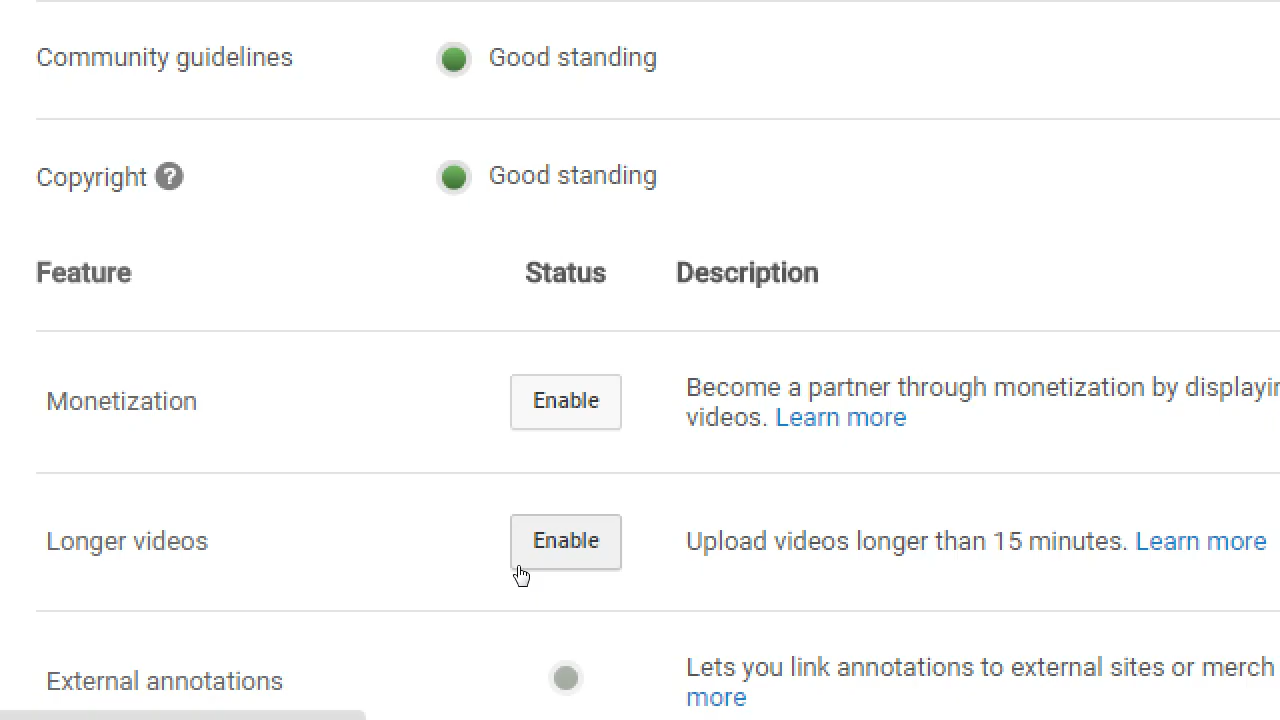 Community guidelines Good standing
Copyright ? Good standing
Feature Status Description
Monetization Enable Become a partner through monetization by displayin
videos. Learn more
Longer videos Enable Upload videos longer than 15 minutes. Learn more
External annotations Lets you link annotations to external sites or merch
more